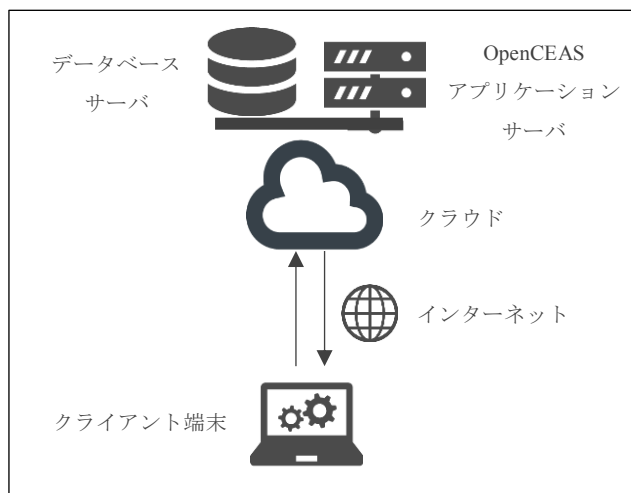 データベース
サーバ
OpenCEAS
アプリケーション
サーバ
クラウド
インターネット
クライアント端末